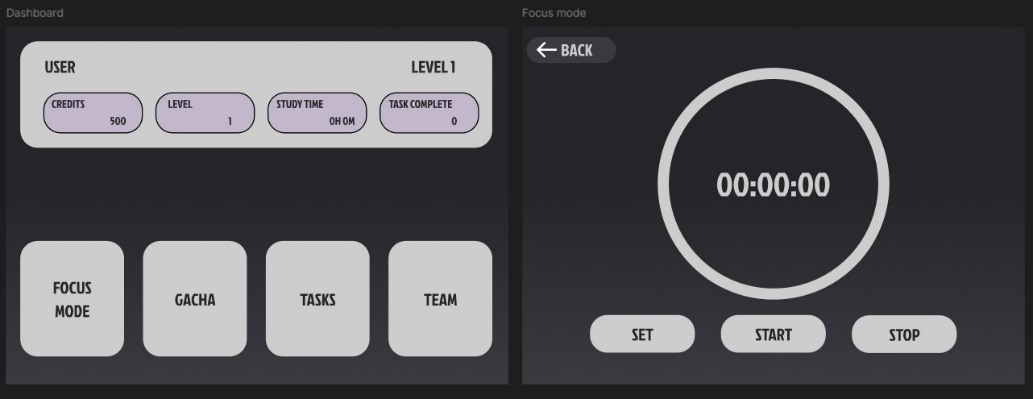 Dashboard
USER
LEVEL 1
CREDITS
500
LEVEL
1
STUDY TIME
0H 0M
TASK COMPLETE
0
FOCUS
MODE
GACHA
TASKS
TEAM
Focus mode
BACK
00:00:00
SET
START
STOP